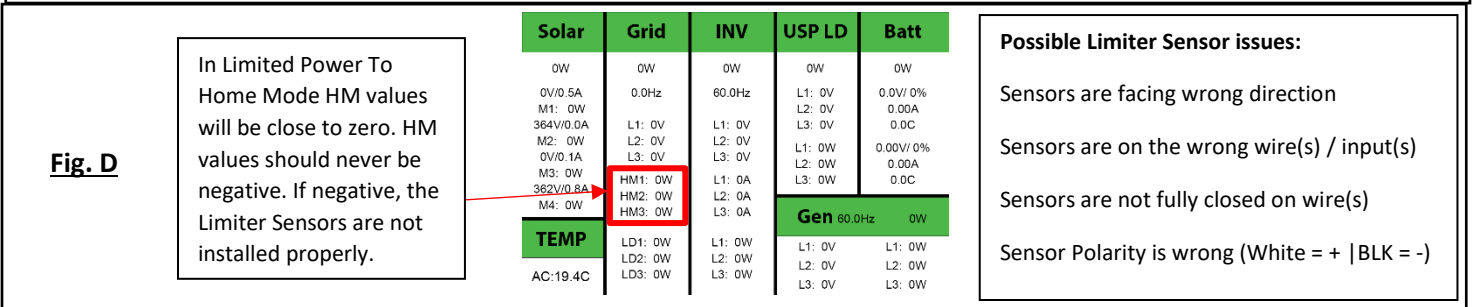 Fig. D
In Limited Power To
Home Mode HM values
will be close to zero. HM
values should never be
negative. If negative, the
Limiter Sensors are not
installed properly.
Solar
0W
0V/0.5A
M1: 0W
364V/0.0A
M2: 0W
0V/0.1A
M3: 0W
362V/0.8A
M4: 0W
TEMP
AC:19.4C
Grid
0W
0.0Hz
L1: 0V
L2: 0V
L3: 0V
HM1: 0W
HM2: 0W
HM3: 0W
LD1: 0W
LD2: 0W
LD3: 0W
INV
0W
60.0Hz
L1: 0V
L2: 0V
L3: 0V
L1: 0A
L2: 0A
L3: 0A
L1: 0W
L2: 0W
L3: 0W
USP LD
0W
L1: 0V
L2: 0V
L3: 0V
L1: 0W
L2: 0W
L3: 0W
Batt
0W
0.0V/ 0%
0.00A
0.0C
0.00V/ 0%
0.00A
0.0C
Gen 60.0Hz 0W
L1: 0V L1: 0W
L2: 0V L2: 0W
L3: 0V L3: 0W
Possible Limiter Sensor issues:
Sensors are facing wrong direction
Sensors are on the wrong wire(s) / input(s)
Sensors are not fully closed on wire(s)
Sensor Polarity is wrong (White = + |BLK = -)